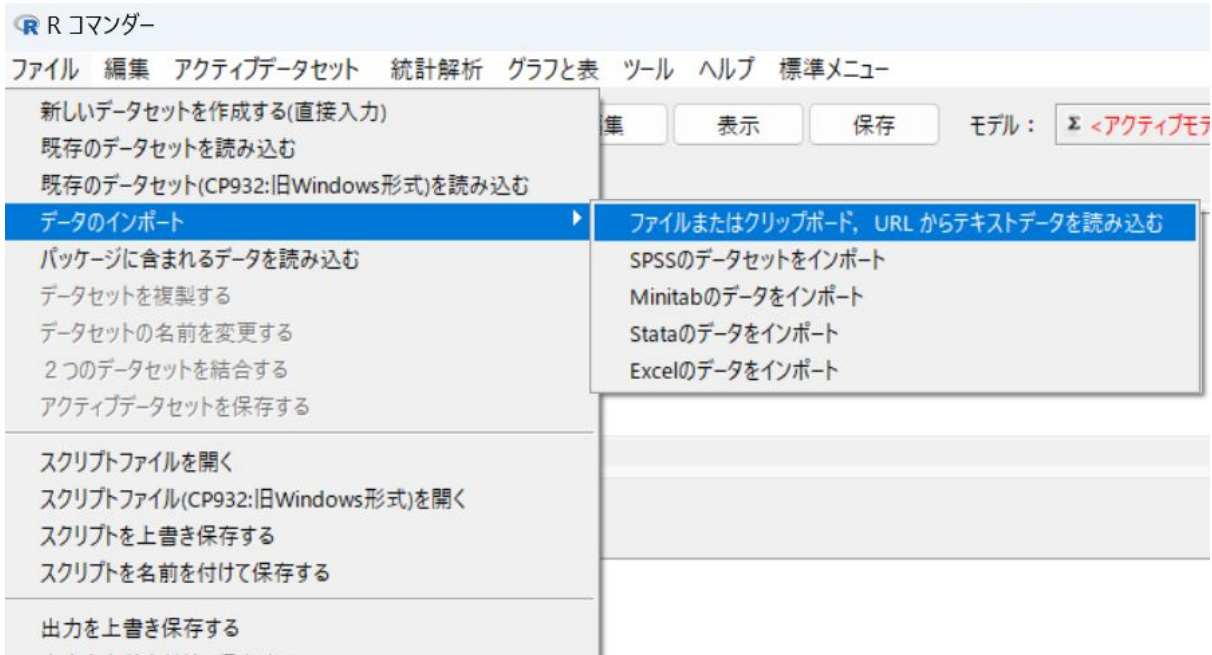 R コマンダー
ファイル 編集 アクティブデータセット 統計解析 グラフと表 ツール ヘルプ 標準メニュー
新しいデータセットを作成する(直接入力)
集 表示 保存 モデル： Σ <アクティブモデ
既存のデータセットを読み込む
既存のデータセット(CP932:旧Windows形式)を読み込む
データのインポート
ファイルまたはクリップボード，URL からテキストデータを読み込む
パッケージに含まれるデータを読み込む
SPSSのデータセットをインポート
データセットを複製する
Minitabのデータをインポート
データセットの名前を変更する
Stataのデータをインポート
２つのデータセットを結合する
Excelのデータをインポート
アクティブデータセットを保存する
スクリプトファイルを開く
スクリプトファイル(CP932:旧Windows形式)を開く
スクリプトを上書き保存する
スクリプトを名前を付けて保存する
出力を上書き保存する